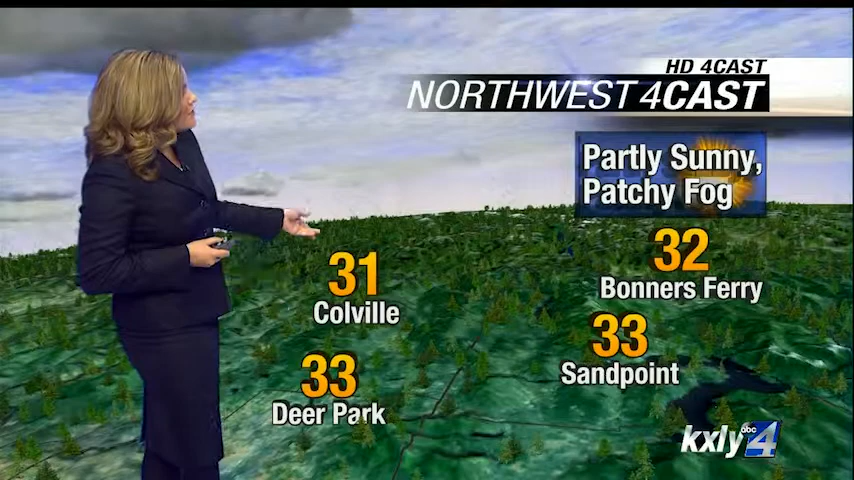 HD 4CAST
NORTHWEST 4CAST
Partly Sunny,
Patchy Fog
31
Colville
32
Bonners Ferry
33
Deer Park
33
Sandpoint
kxly abc 4